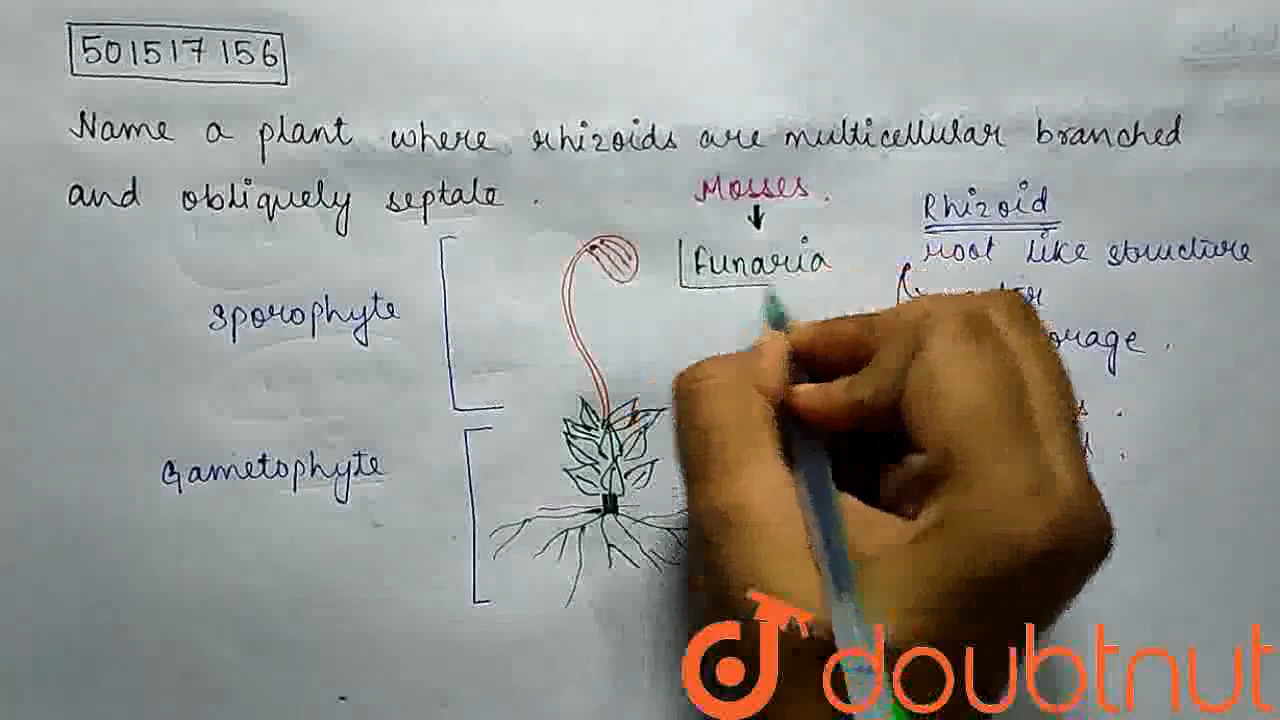 501517156
Name a plant where rhizoids are multicellular branched
and obliquely septate .
Mosses .
Funaria
Rhizoid
root like structure
Sporophyte
Gametophyte
doubtnut